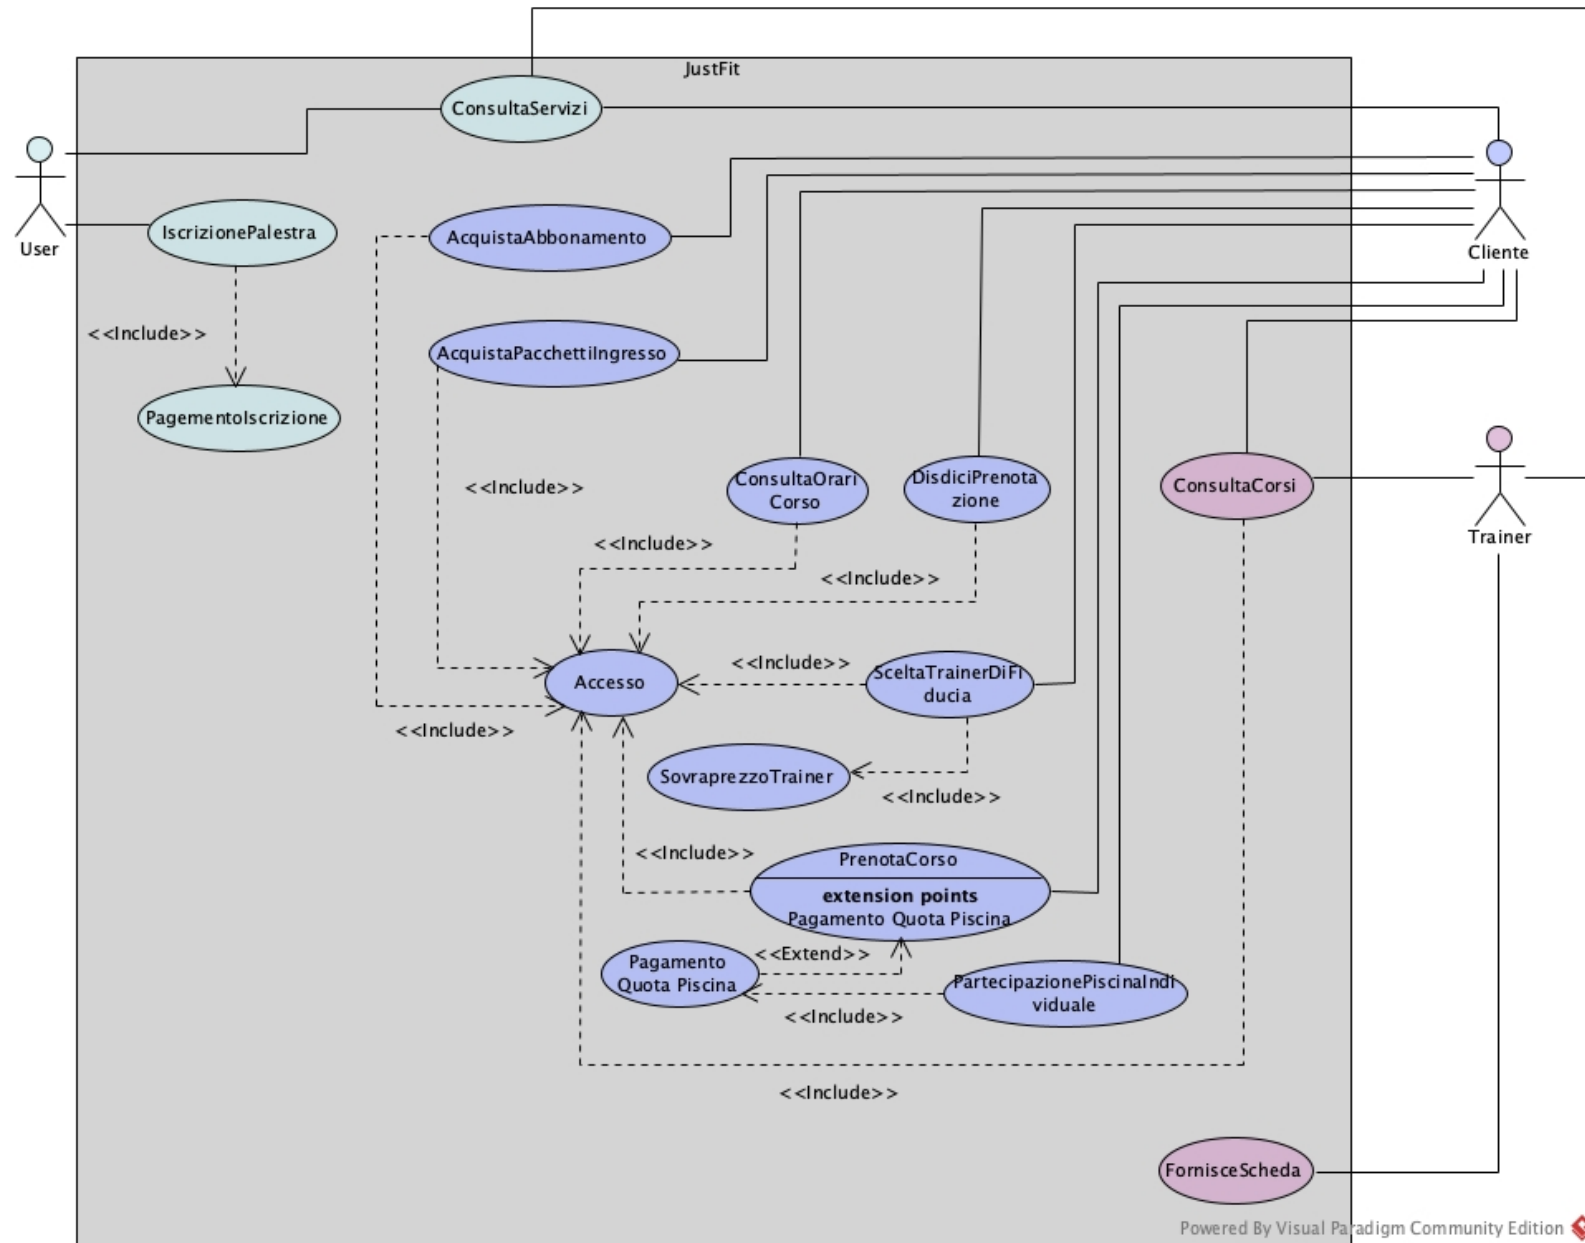 JustFit
ConsultaServizi
User
IscrizionePalestra
AcquistaAbbonamento
Cliente
<<Include>>
AcquistaPacchettiIngresso
PagementoIscrizione
<<Include>>
ConsultaOrari
Corso
DisdiciPrenota
zione
ConsultaCorsi
Trainer
<<Include>>
<<Include>>
Accesso
<<Include>>
SceltaTrainerDiFi
ducia
<<Include>>
SovraprezzoTrainer
<<Include>>
<<Include>>
PrenotaCorso
extension points
Pagamento Quota Piscina
<<Extend>>
Pagamento
Quota Piscina
PartecipazionePiscinaIndi
viduale
<<Include>>
<<Include>>
FornisceScheda
Powered By Visual Paradigm Community Edition